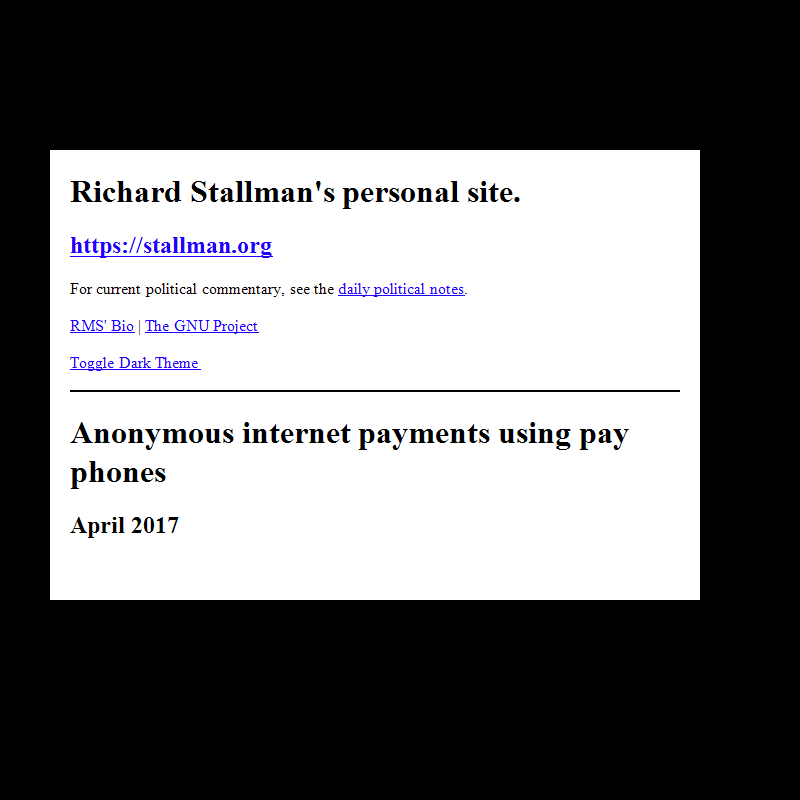 Richard Stallman's personal site.
https://stallman.org
For current political commentary, see the daily political notes.
RMS' Bio | The GNU Project
Toggle Dark Theme
Anonymous internet payments using pay
phones
April 2017